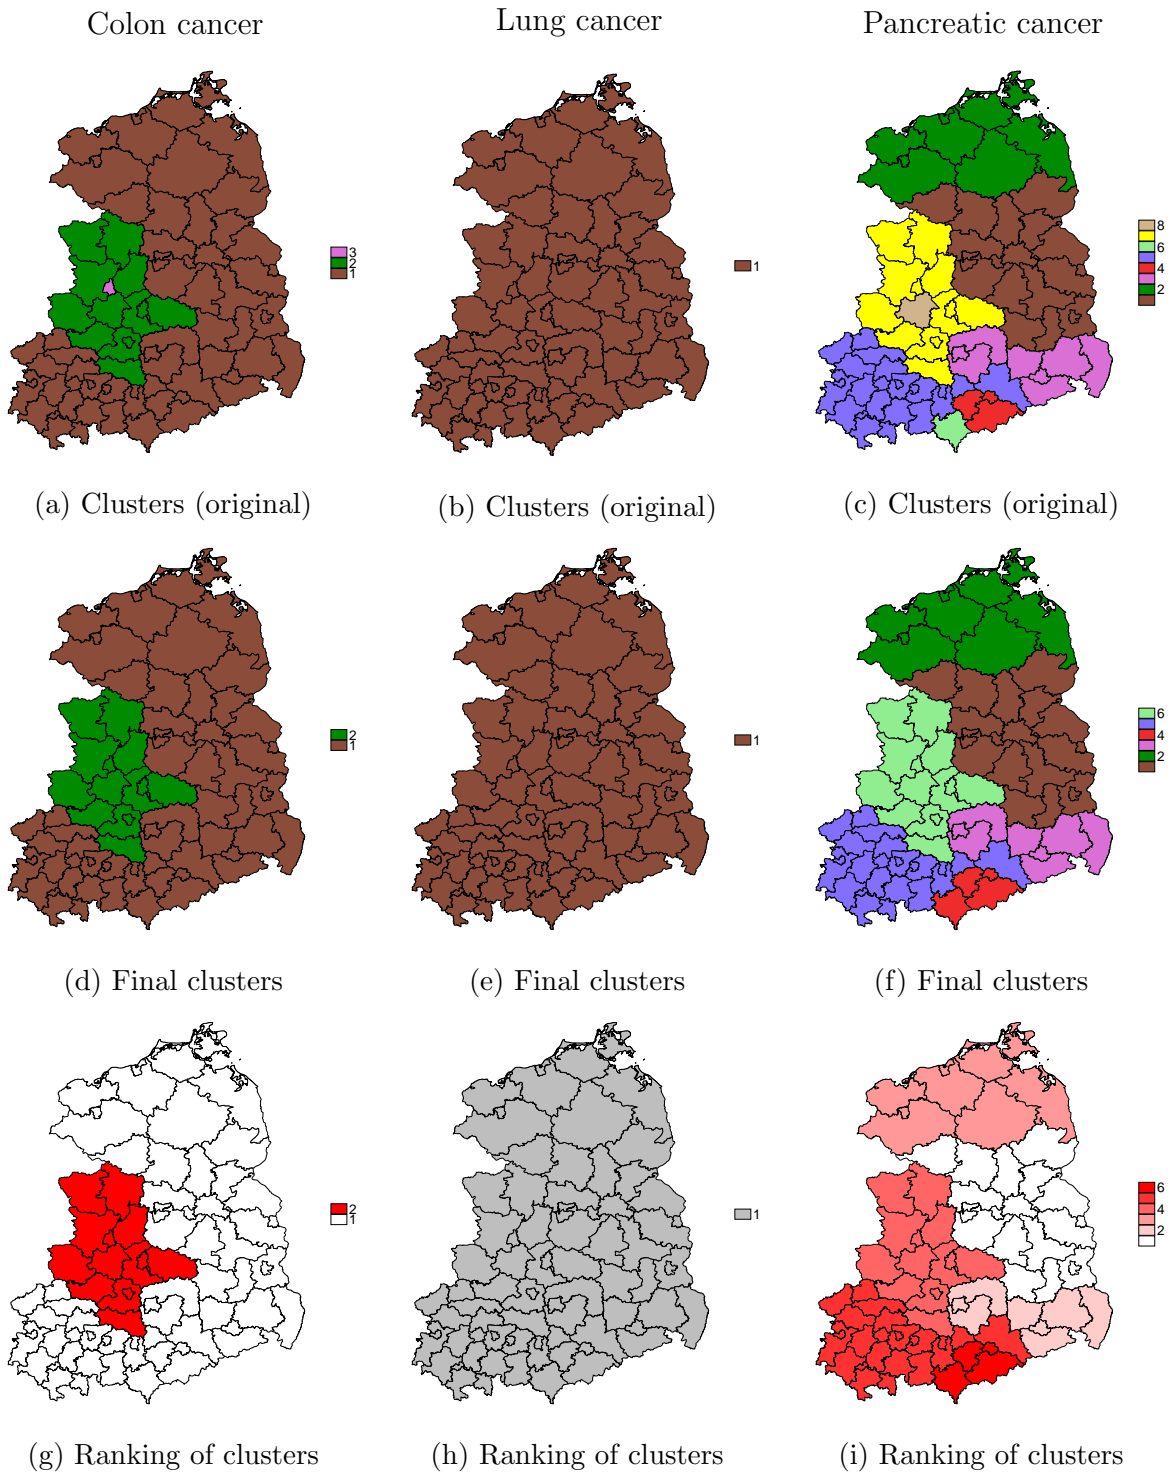 Colon cancer
Lung cancer
Pancreatic cancer
3
2
1
1
8
6
4
2
(a) Clusters (original)
(b) Clusters (original)
(c) Clusters (original)
2
1
1
6
4
2
(d) Final clusters
(e) Final clusters
(f) Final clusters
2
1
1
6
4
2
(g) Ranking of clusters
(h) Ranking of clusters
(i) Ranking of clusters